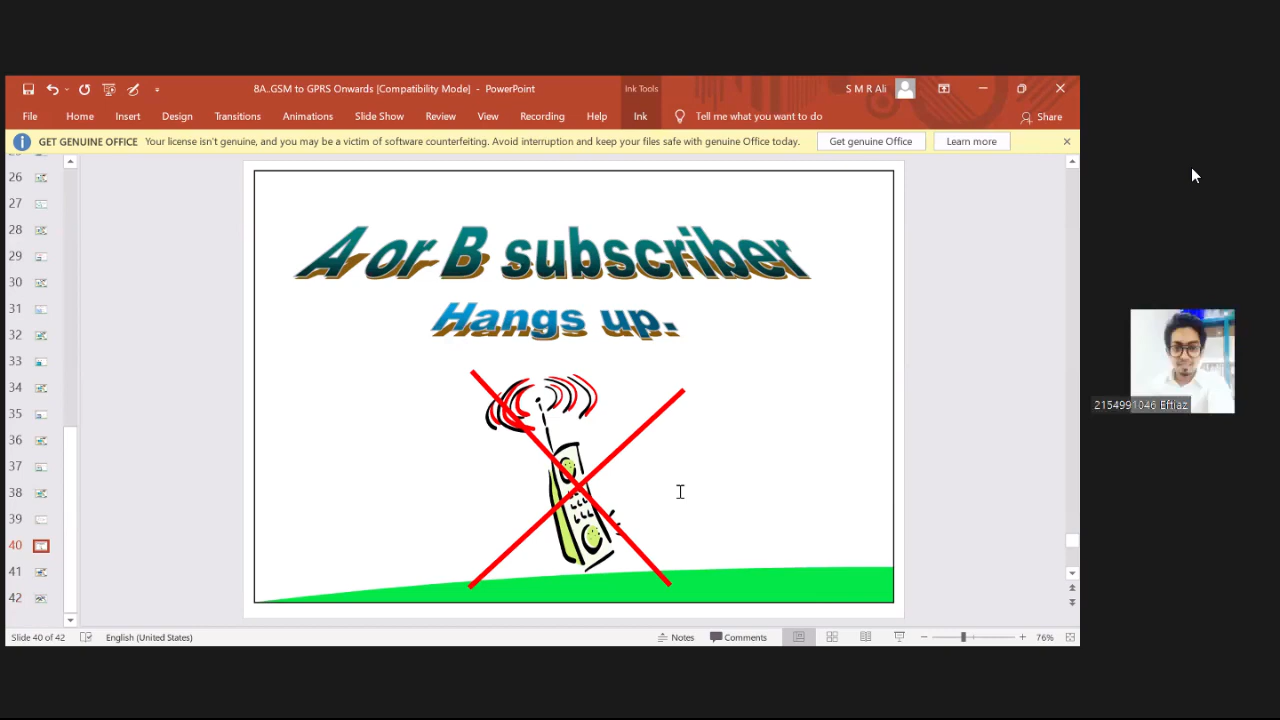 8A..GSM to GPRS Onwards [Compatibility Mode] - PowerPoint
Ink Tools
S M R Ali
File Home Insert Design Transitions Animations Slide Show Review View Recording Help Ink Tell me what you want to do Share
GET GENUINE OFFICE Your license isn't genuine, and you may be a victim of software counterfeiting. Avoid interruption and keep your files safe with genuine Office today. Get genuine Office Learn more
26
27
28
29
30
31
32
33
34
35
36
37
38
39
40
41
42
A or B subscriber
Hangs up.
2154991046 Eftiaz
Slide 40 of 42 English (United States) Notes Comments 76%